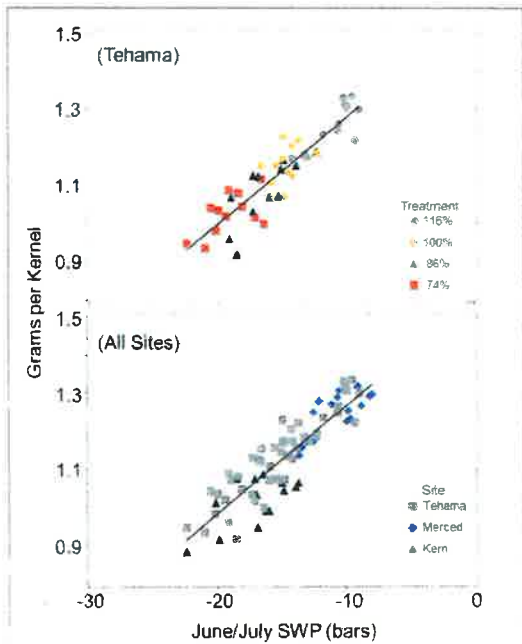 1.5
(Tehama)
1.3
1.1
Treatment
116%
100%
86%
74%
0.9
Grams per Kernel
1.5
(All Sites)
1.3
1.1
Site
Tehama
Merced
Kern
0.9
-30 -20 -10 0
June/July SWP (bars)